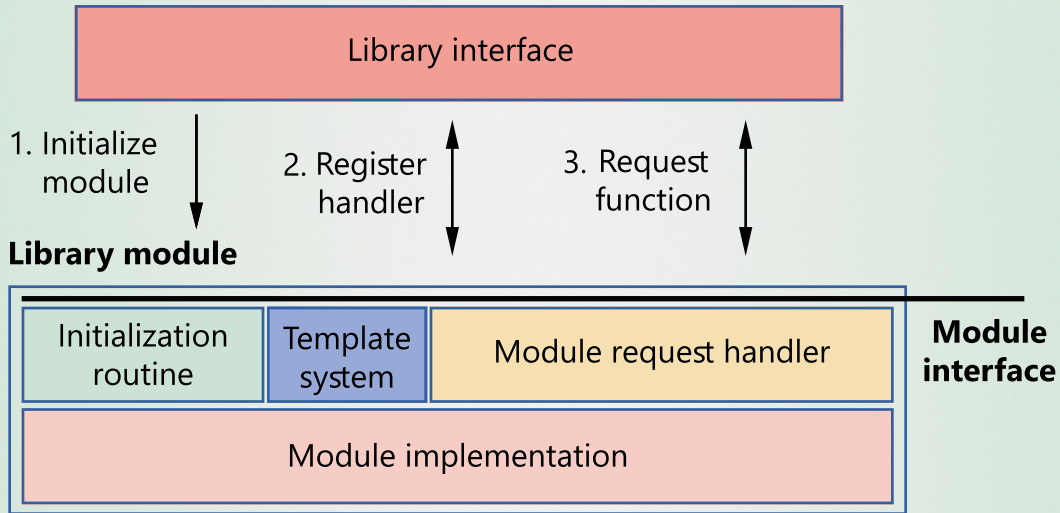 Library interface
1. Initialize
module
2. Register
handler
3. Request
function
Library module
Initialization
routine
Template
system
Module request handler
Module
interface
Module implementation